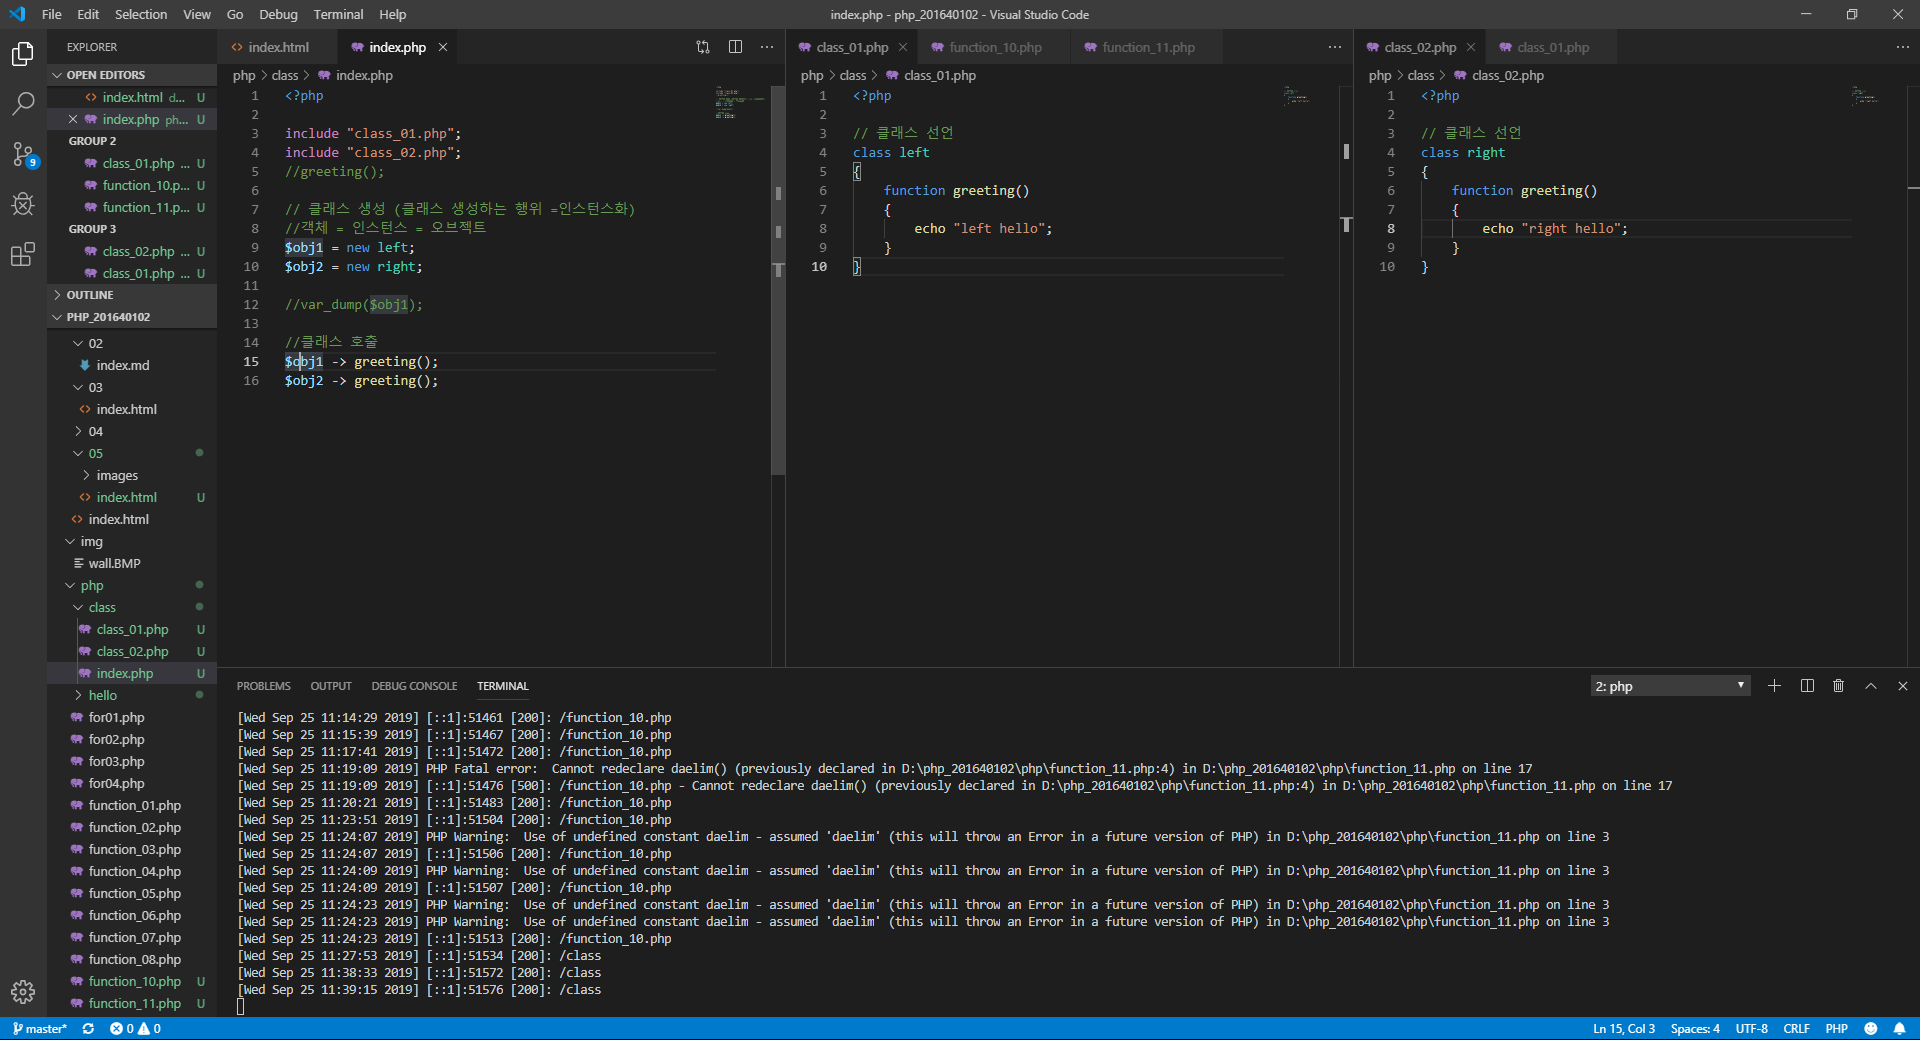 File Edit Selection View Go Debug Terminal Help
index.php - php_201640102 - Visual Studio Code
EXPLORER
OPEN EDITORS
index.html d... U
index.php ph... U
GROUP 2
class_01.php ... U
function_10.p... U
function_11.p... U
GROUP 3
class_02.php ... U
class_01.php ... U
OUTLINE
PHP_201640102
02
index.md
03
index.html
04
05
images
index.html U
index.html
img
wall.BMP
php
class
class_01.php U
class_02.php U
index.php U
hello
for01.php
for02.php
for03.php
for04.php
function_01.php
function_02.php
function_03.php
function_04.php
function_05.php
function_06.php
function_07.php
function_08.php
function_10.php U
function_11.php U
9
index.html index.php
php > class > index.php
1 <?php
2
3 include "class_01.php";
4 include "class_02.php";
5 //greeting();
6
7 // 클래스 생성 (클래스 생성하는 행위 =인스턴스화)
8 //객체 = 인스턴스 = 오브젝트
9 $obj1 = new left;
10 $obj2 = new right;
11
12 //var_dump($obj1);
13
14 //클래스 호출
15 $obj1 -> greeting();
16 $obj2 -> greeting();
class_01.php function_10.php function_11.php
php > class > class_01.php
1 <?php
2
3 // 클래스 선언
4 class left
5 {
6 function greeting()
7 {
8 echo "left hello";
9 }
10 }
class_02.php class_01.php
php > class > class_02.php
1 <?php
2
3 // 클래스 선언
4 class right
5 {
6 function greeting()
7 {
8 echo "right hello";
9 }
10 }
PROBLEMS OUTPUT DEBUG CONSOLE TERMINAL
2: php
[Wed Sep 25 11:14:29 2019] [::1]:51461 [200]: /function_10.php
[Wed Sep 25 11:15:39 2019] [::1]:51467 [200]: /function_10.php
[Wed Sep 25 11:17:41 2019] [::1]:51472 [200]: /function_10.php
[Wed Sep 25 11:19:09 2019] PHP Fatal error:  Cannot redeclare daelim() (previously declared in D:\php_201640102\php\function_11.php:4) in D:\php_201640102\php\function_11.php on line 17
[Wed Sep 25 11:19:09 2019] [::1]:51476 [500]: /function_10.php - Cannot redeclare daelim() (previously declared in D:\php_201640102\php\function_11.php:4) in D:\php_201640102\php\function_11.php on line 17
[Wed Sep 25 11:20:21 2019] [::1]:51483 [200]: /function_10.php
[Wed Sep 25 11:23:51 2019] [::1]:51504 [200]: /function_10.php
[Wed Sep 25 11:24:07 2019] PHP Warning:  Use of undefined constant daelim - assumed 'daelim' (this will throw an Error in a future version of PHP) in D:\php_201640102\php\function_11.php on line 3
[Wed Sep 25 11:24:07 2019] [::1]:51506 [200]: /function_10.php
[Wed Sep 25 11:24:09 2019] PHP Warning:  Use of undefined constant daelim - assumed 'daelim' (this will throw an Error in a future version of PHP) in D:\php_201640102\php\function_11.php on line 3
[Wed Sep 25 11:24:09 2019] [::1]:51507 [200]: /function_10.php
[Wed Sep 25 11:24:23 2019] PHP Warning:  Use of undefined constant daelim - assumed 'daelim' (this will throw an Error in a future version of PHP) in D:\php_201640102\php\function_11.php on line 3
[Wed Sep 25 11:24:23 2019] PHP Warning:  Use of undefined constant daelim - assumed 'daelim' (this will throw an Error in a future version of PHP) in D:\php_201640102\php\function_11.php on line 3
[Wed Sep 25 11:24:23 2019] [::1]:51513 [200]: /function_10.php
[Wed Sep 25 11:27:53 2019] [::1]:51534 [200]: /class
[Wed Sep 25 11:38:33 2019] [::1]:51572 [200]: /class
[Wed Sep 25 11:39:15 2019] [::1]:51576 [200]: /class
master* 0 0
Ln 15, Col 3 Spaces: 4 UTF-8 CRLF PHP